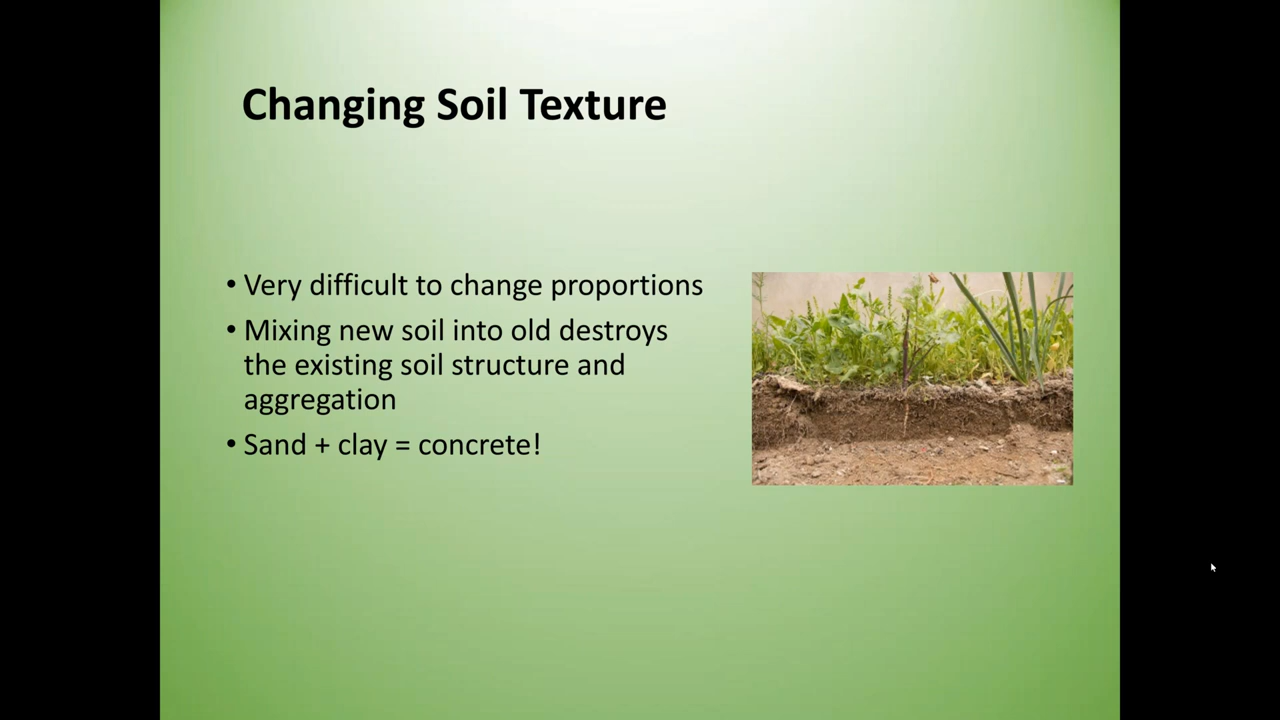 Changing Soil Texture
• Very difficult to change proportions
• Mixing new soil into old destroys
the existing soil structure and
aggregation
• Sand + clay = concrete!